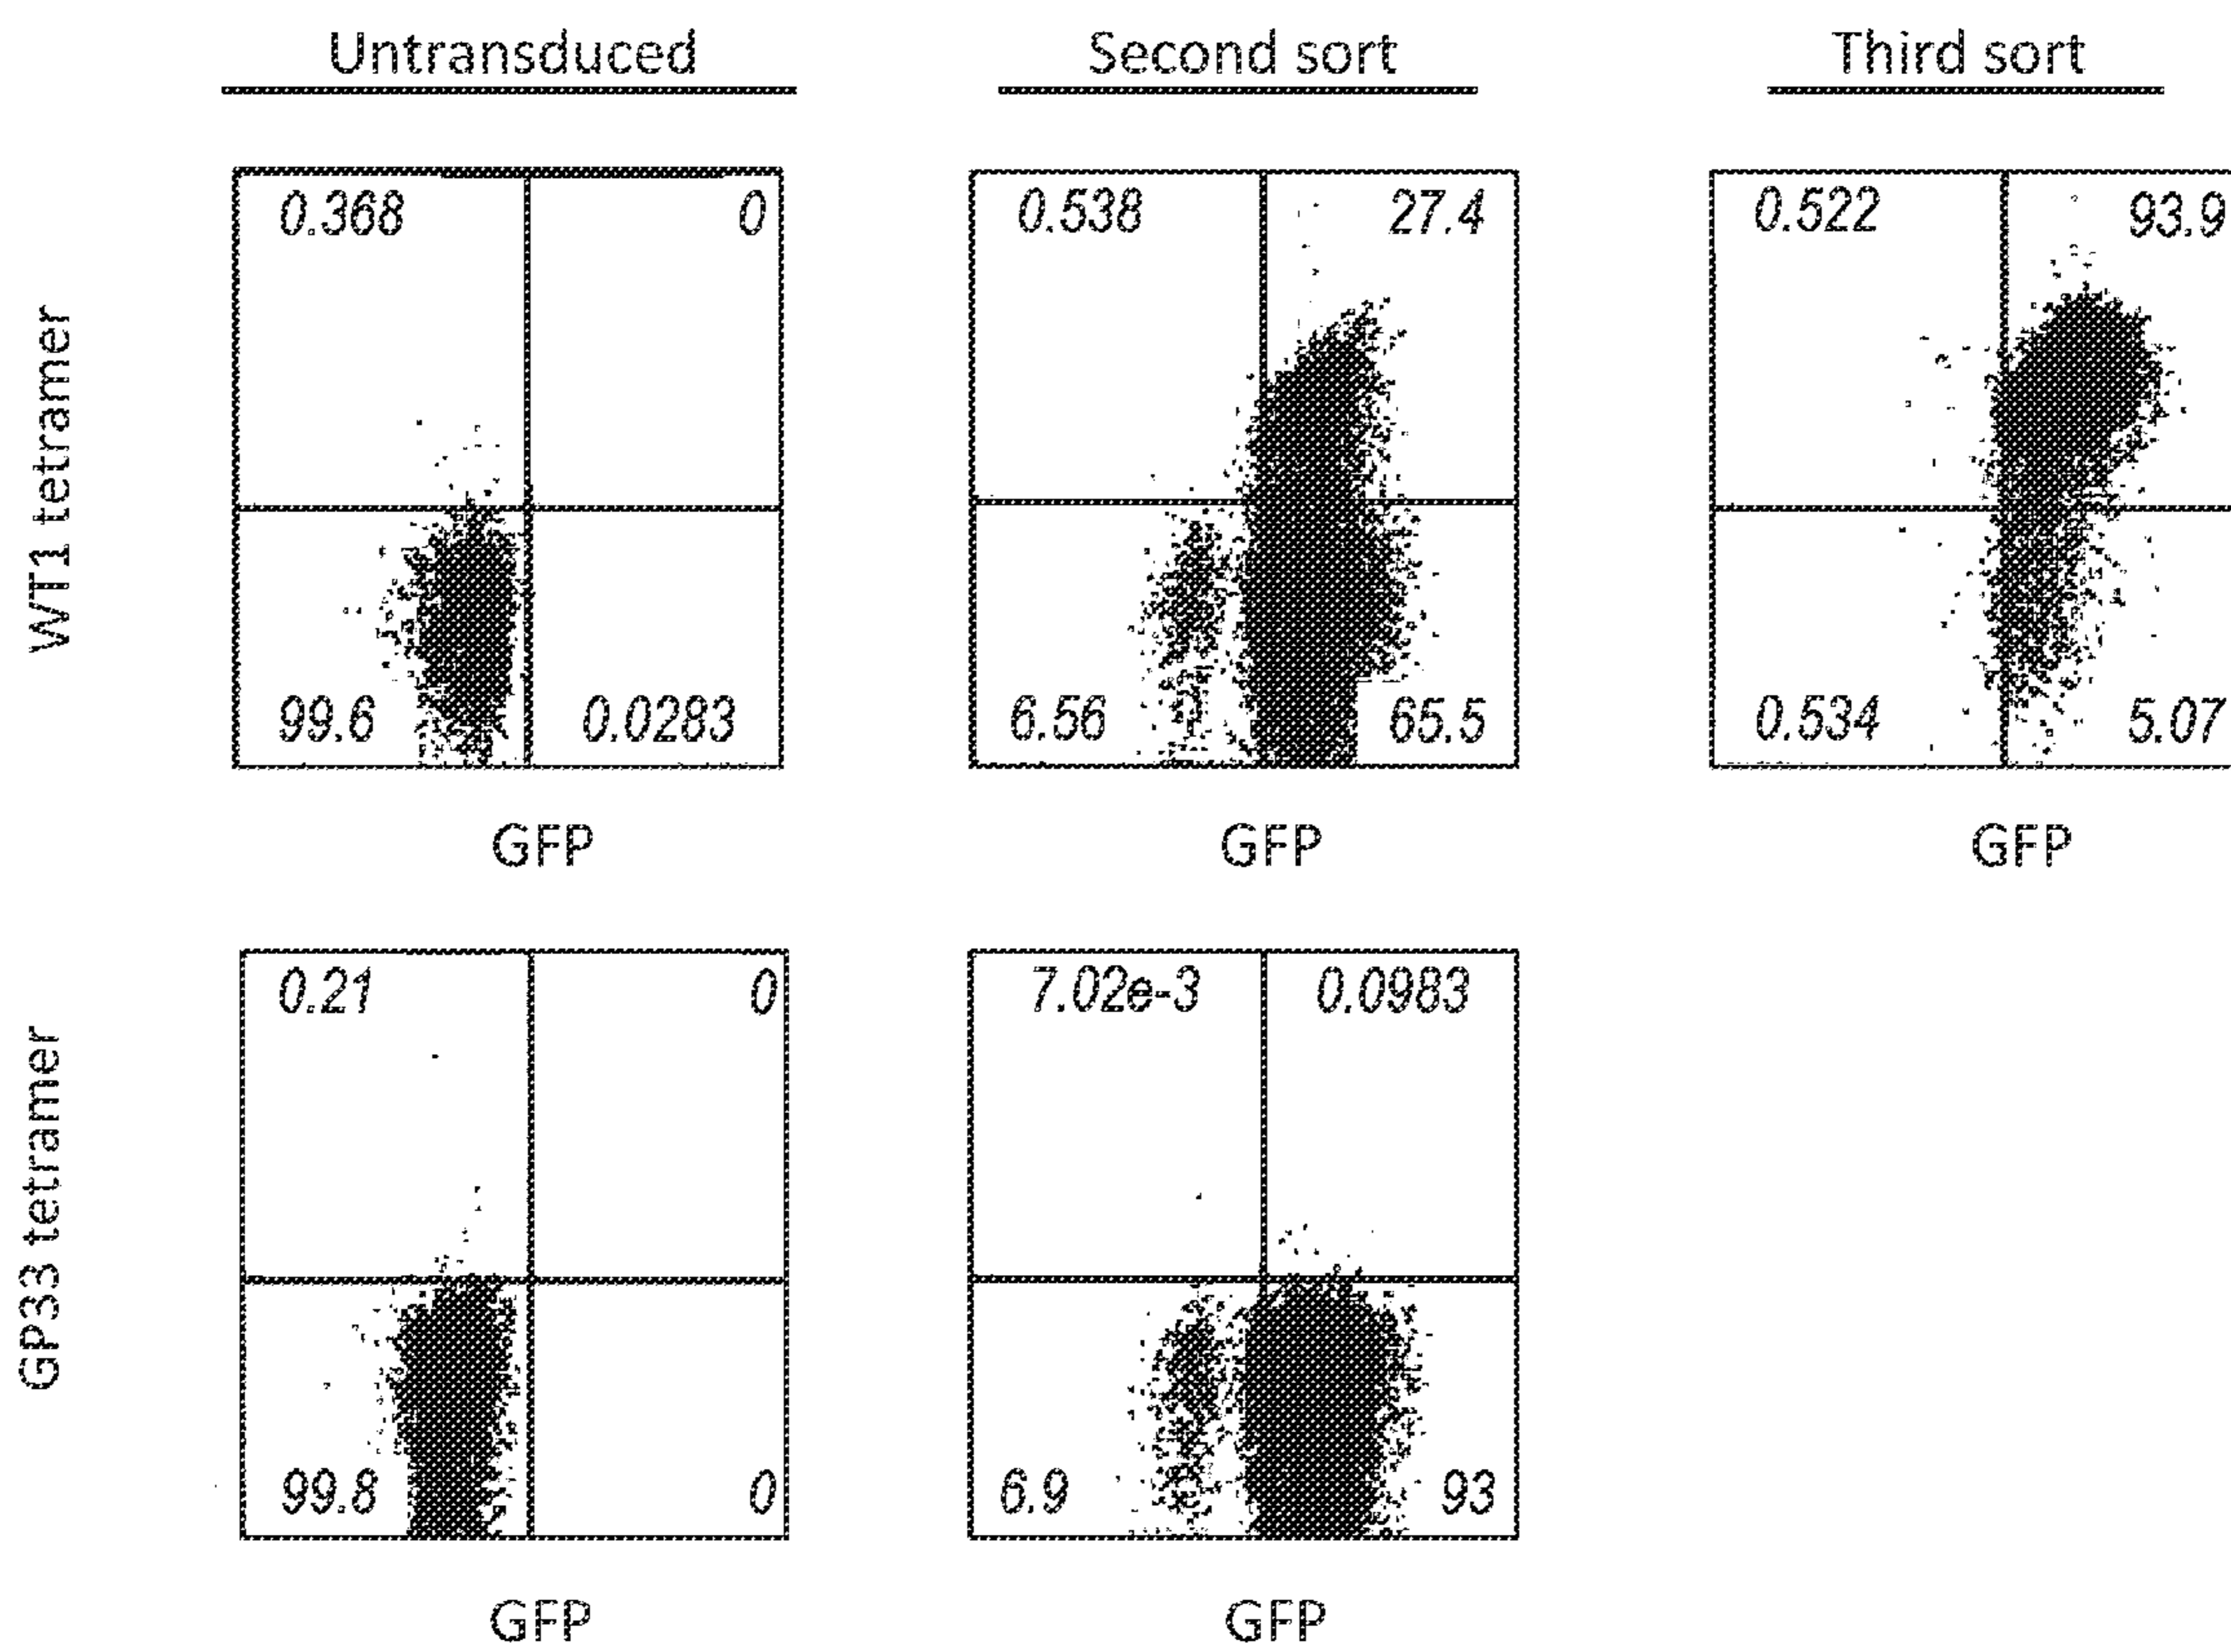 Untransduced Second sort Third sort
WT1 tetramer
0.368 0 0.538 27.4 0.522 93.9
99.6 0.0283 6.56 65.5 0.534 5.07
GFP GFP GFP
GP33 tetramer
0.21 0 7.02e-3 0.0983
99.8 0 6.9 93
GFP GFP